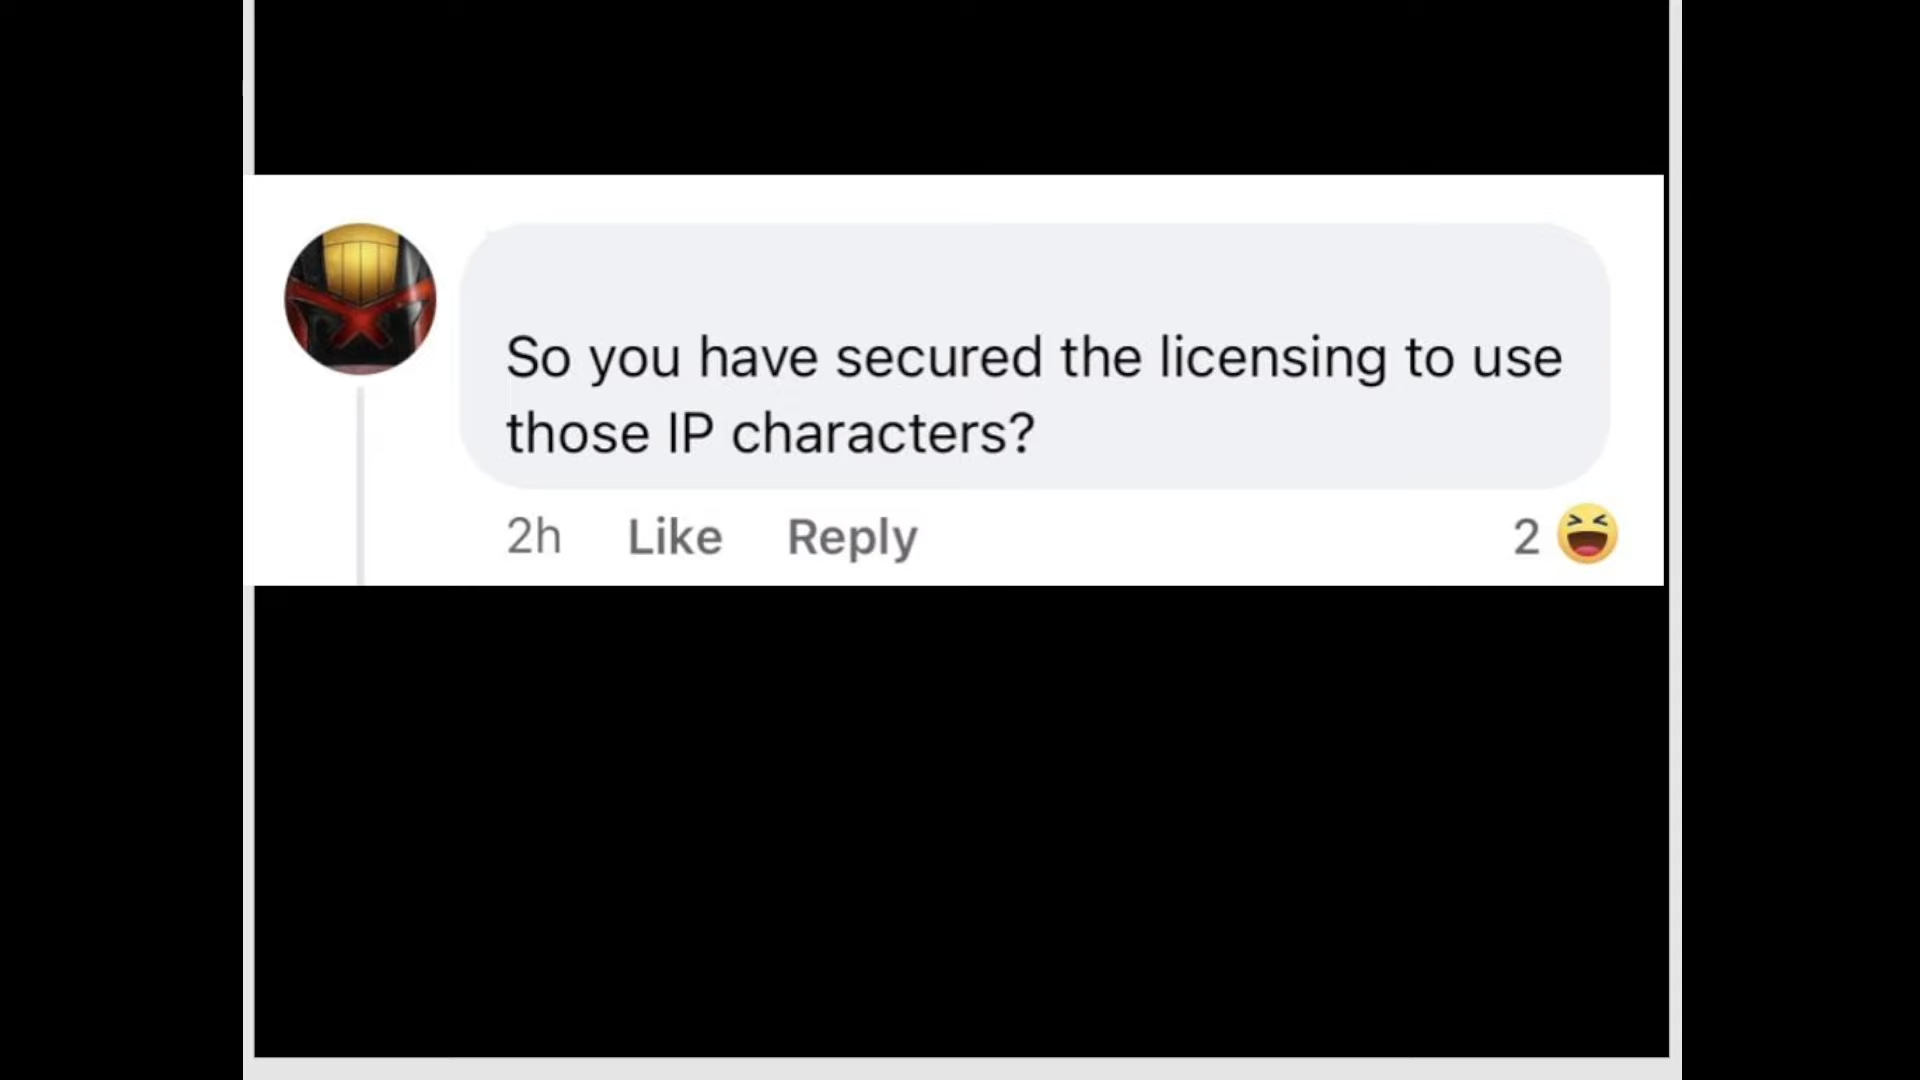 So you have secured the licensing to use
those IP characters?
2h Like Reply 2